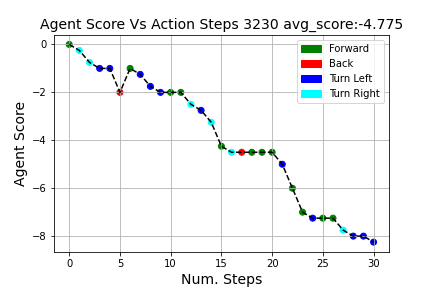 Agent Score Vs Action Steps 3230 avg_score:-4.775
Forward
Back
Turn Left
Turn Right
Agent Score
0
−2
−4
−6
−8
0 5 10 15 20 25 30
Num. Steps